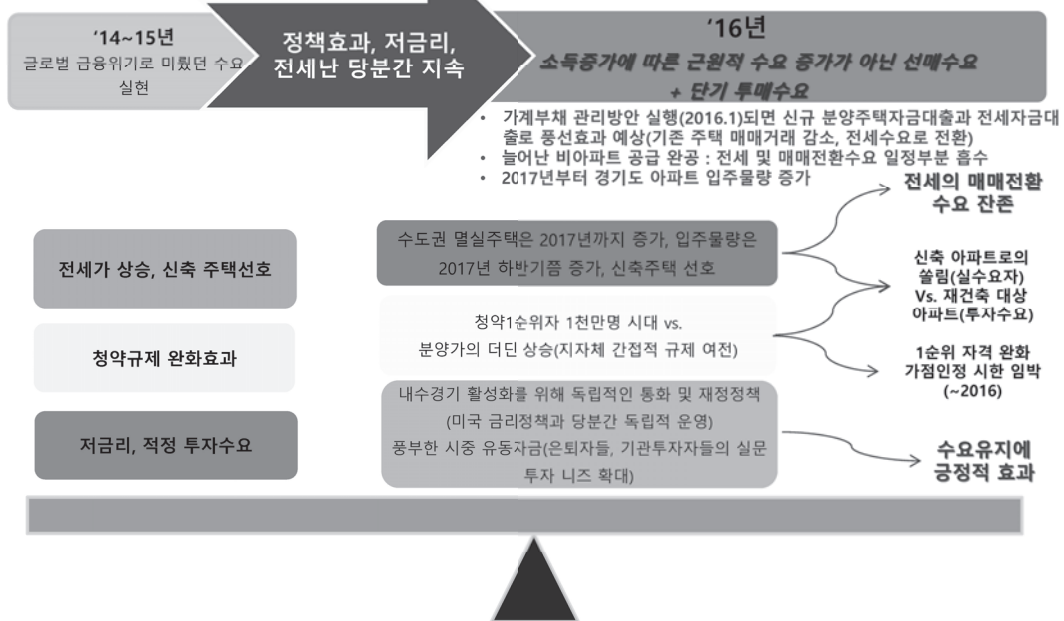 ‘14~15년
글로벌 금융위기로 미뤘던 수요
실현
정책효과, 저금리,
전세난 당분간 지속
‘16년
소득증가에 따른 근원적 수요 증가가 아닌 선매수요
+ 단기 투매수요
• 가계부채 관리방안 실행(2016.1)되면 신규 분양주택자금대출과 전세자금대
출로 풍선효과 예상(기존 주택 매매거래 감소, 전세수요로 전환)
• 늘어난 비아파트 공급 완공 : 전세 및 매매전환수요 일정부분 흡수
• 2017년부터 경기도 아파트 입주물량 증가
전세가 상승, 신축 주택선호
청약규제 완화효과
저금리, 적정 투자수요
수도권 멸실주택은 2017년까지 증가, 입주물량은
2017년 하반기쯤 증가, 신축주택 선호
청약1순위자 1천만명 시대 vs.
분양가의 더딘 상승(지자체 간접적 규제 여전)
내수경기 활성화를 위해 독립적인 통화 및 재정정책
(미국 금리정책과 당분간 독립적 운영)
풍부한 시중 유동자금(은퇴자들, 기관투자자들의 실문
투자 니즈 확대)
전세의 매매전환
수요 잔존
신축 아파트로의
쏠림(실수요자)
Vs. 재건축 대상
아파트(투자수요)
1순위 자격 완화
가점인정 시한 임박
(~2016)
수요유지에
긍정적 효과